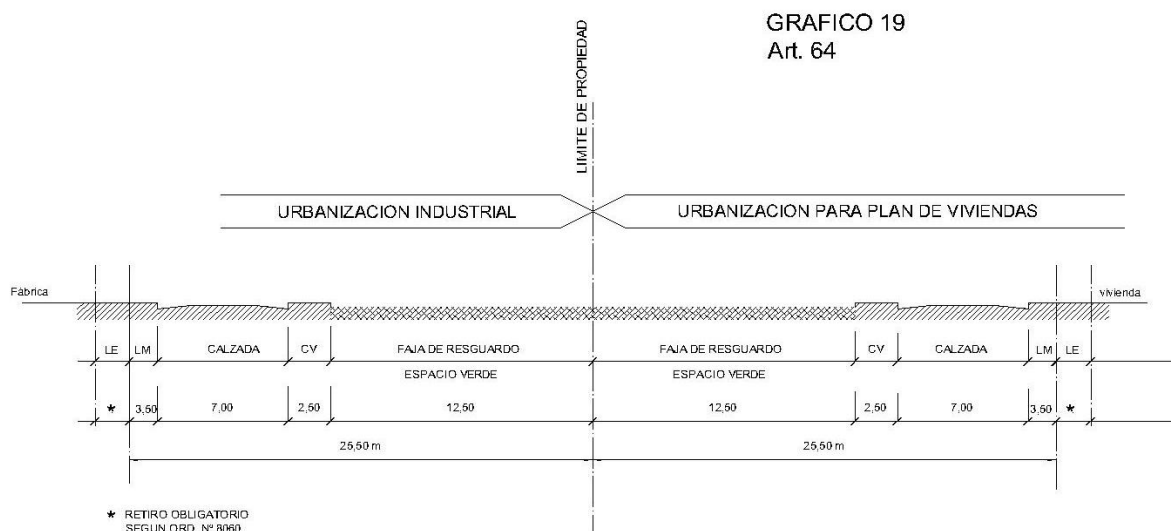 GRAFICO 19
Art. 64
LIMITE DE PROPIEDAD
URBANIZACION INDUSTRIAL
URBANIZACION PARA PLAN DE VIVIENDAS
Fábrica
vivienda
LE LM CALZADA CV FAJA DE RESGUARDO FAJA DE RESGUARDO CV CALZADA LM LE
ESPACIO VERDE ESPACIO VERDE
* 3,50 7,00 2,50 12,50 12,50 2,50 7,00 3,50 *
25,50 m 25,50 m
* RETIRO OBLIGATORIO
SEGUN ORD. Nº 8060